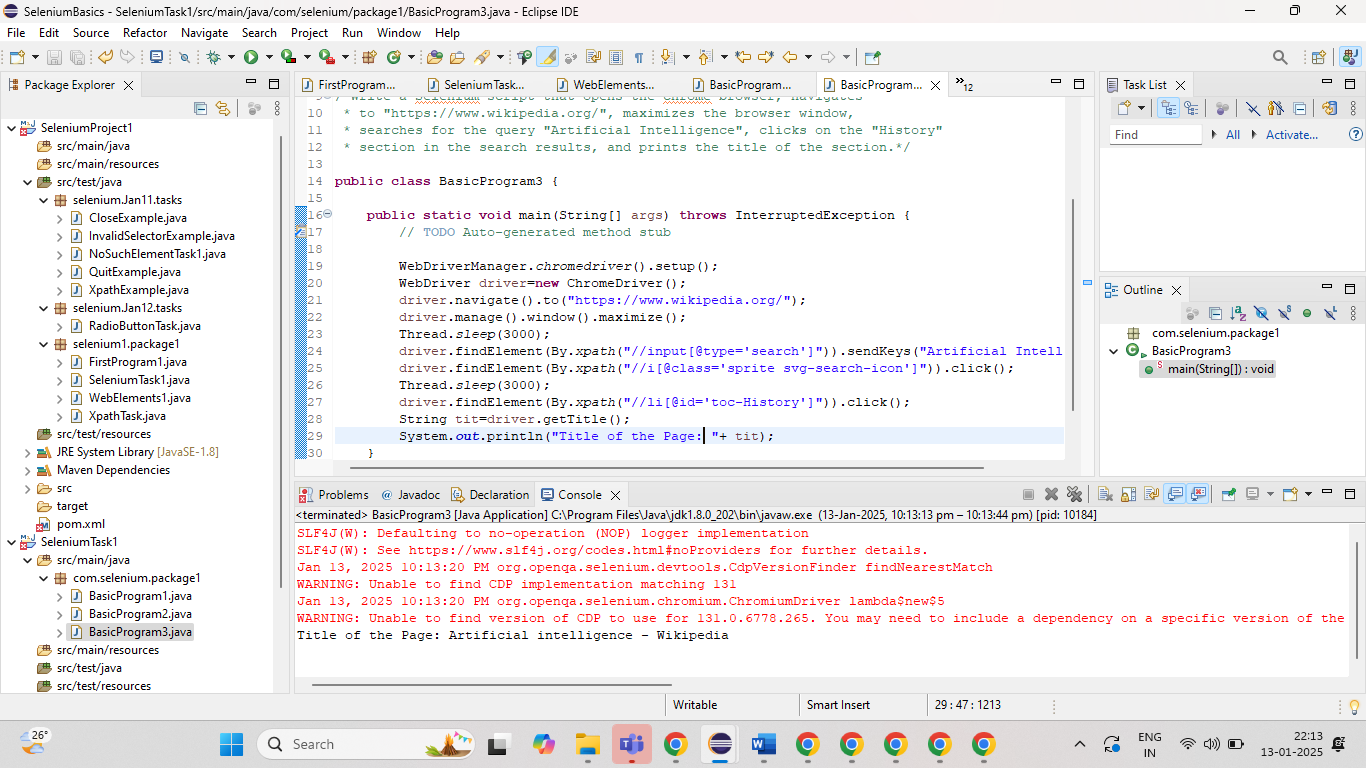 SeleniumBasics - SeleniumTask1/src/main/java/com/selenium/package1/BasicProgram3.java - Eclipse IDE
File Edit Source Refactor Navigate Search Project Run Window Help
Package Explorer
SeleniumProject1
src/main/java
src/main/resources
src/test/java
selenium.Jan11.tasks
CloseExample.java
InvalidSelectorExample.java
NoSuchElementTask1.java
QuitExample.java
XpathExample.java
selenium.Jan12.tasks
RadioButtonTask.java
selenium1.package1
FirstProgram1.java
SeleniumTask1.java
WebElements1.java
XpathTask.java
src/test/resources
JRE System Library [JavaSE-1.8]
Maven Dependencies
src
target
pom.xml
SeleniumTask1
src/main/java
com.selenium.package1
BasicProgram1.java
BasicProgram2.java
BasicProgram3.java
src/main/resources
src/test/java
src/test/resources
FirstProgram... SeleniumTask... WebElements... BasicProgram... BasicProgram... 12
9 /*Write a Selenium script that opens the Chrome browser, navigates
10 * to "https://www.wikipedia.org/", maximizes the browser window,
11 * searches for the query "Artificial Intelligence", clicks on the "History"
12 * section in the search results, and prints the title of the section.*/
13
14 public class BasicProgram3 {
15
16 public static void main(String[] args) throws InterruptedException {
17 // TODO Auto-generated method stub
18
19 WebDriverManager.chromedriver().setup();
20 WebDriver driver=new ChromeDriver();
21 driver.navigate().to("https://www.wikipedia.org/");
22 driver.manage().window().maximize();
23 Thread.sleep(3000);
24 driver.findElement(By.xpath("//input[@type='search']")).sendKeys("Artificial Intell
25 driver.findElement(By.xpath("//i[@class='sprite svg-search-icon']")).click();
26 Thread.sleep(3000);
27 driver.findElement(By.xpath("//li[@id='toc-History']")).click();
28 String tit=driver.getTitle();
29 System.out.println("Title of the Page: "+ tit);
30 }
Task List
Find All Activate...
Outline
com.selenium.package1
BasicProgram3
main(String[]) : void
Problems Javadoc Declaration Console
<terminated> BasicProgram3 [Java Application] C:\Program Files\Java\jdk1.8.0_202\bin\javaw.exe (13-Jan-2025, 10:13:13 pm – 10:13:44 pm) [pid: 10184]
SLF4J(W): Defaulting to no-operation (NOP) logger implementation
SLF4J(W): See https://www.slf4j.org/codes.html#noProviders for further details.
Jan 13, 2025 10:13:20 PM org.openqa.selenium.devtools.CdpVersionFinder findNearestMatch
WARNING: Unable to find CDP implementation matching 131
Jan 13, 2025 10:13:20 PM org.openqa.selenium.chromium.ChromiumDriver lambda$new$5
WARNING: Unable to find version of CDP to use for 131.0.6778.265. You may need to include a dependency on a specific version of the
Title of the Page: Artificial intelligence - Wikipedia
Writable Smart Insert 29 : 47 : 1213
26°
Search
ENG
IN
22:13
13-01-2025